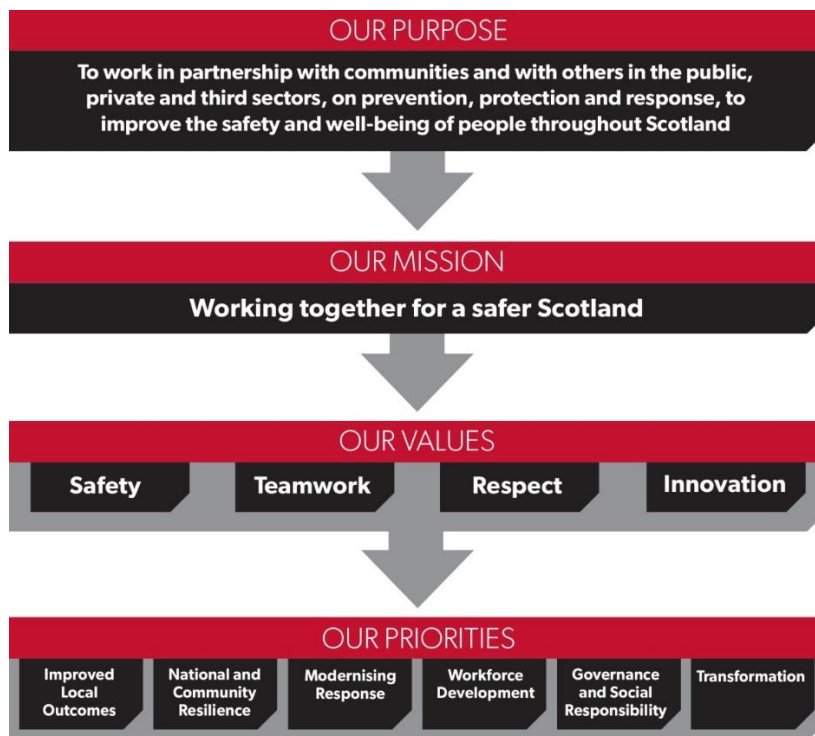 OUR PURPOSE
To work in partnership with communities and with others in the public,
private and third sectors, on prevention, protection and response, to
improve the safety and well-being of people throughout Scotland
OUR MISSION
Working together for a safer Scotland
OUR VALUES
Safety
Teamwork
Respect
Innovation
OUR PRIORITIES
Improved
Local
Outcomes
National and
Community
Resilience
Modernising
Response
Workforce
Development
Governance
and Social
Responsibility
Transformation